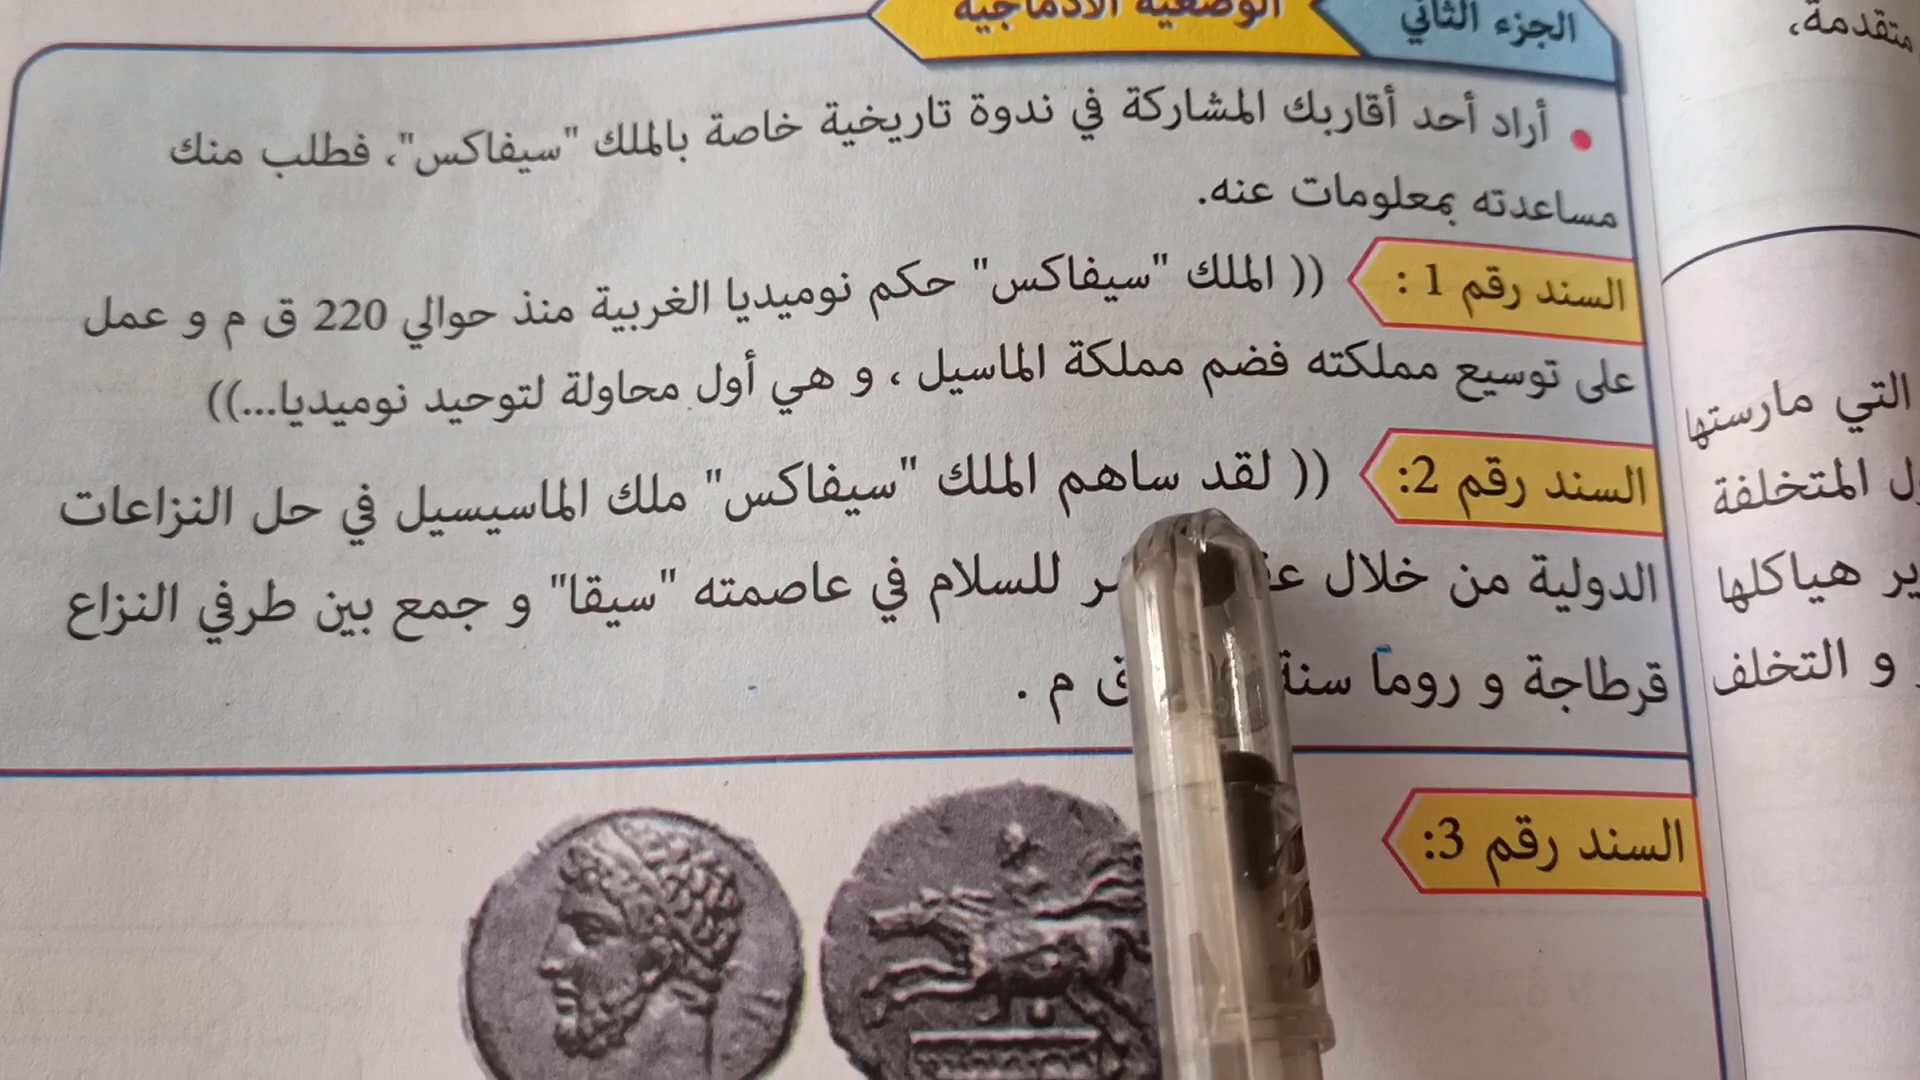 الجزء الثاني
الوضعية الادماجية
أراد أحد أقاربك المشاركة في ندوة تاريخية خاصة بالملك "سيفاكس"، فطلب منك
مساعدته بمعلومات عنه.
السند رقم 1 : (( الملك "سيفاكس" حكم نوميديا الغربية منذ حوالي 220 ق م و عمل
على توسيع مملكته فضم مملكة الماسيل ، و هي أول محاولة لتوحيد نوميديا...))
السند رقم 2: (( لقد ساهم الملك "سيفاكس" ملك الماسيسيل في حل النزاعات
الدولية من خلال للسلام في عاصمته "سيقا" و جمع بين طرفي النزاع
قرطاجة و روما سنة ق م .
السند رقم 3:
متقدمة،
التي مارستها
المتخلفة
هياكلها
و التخلف